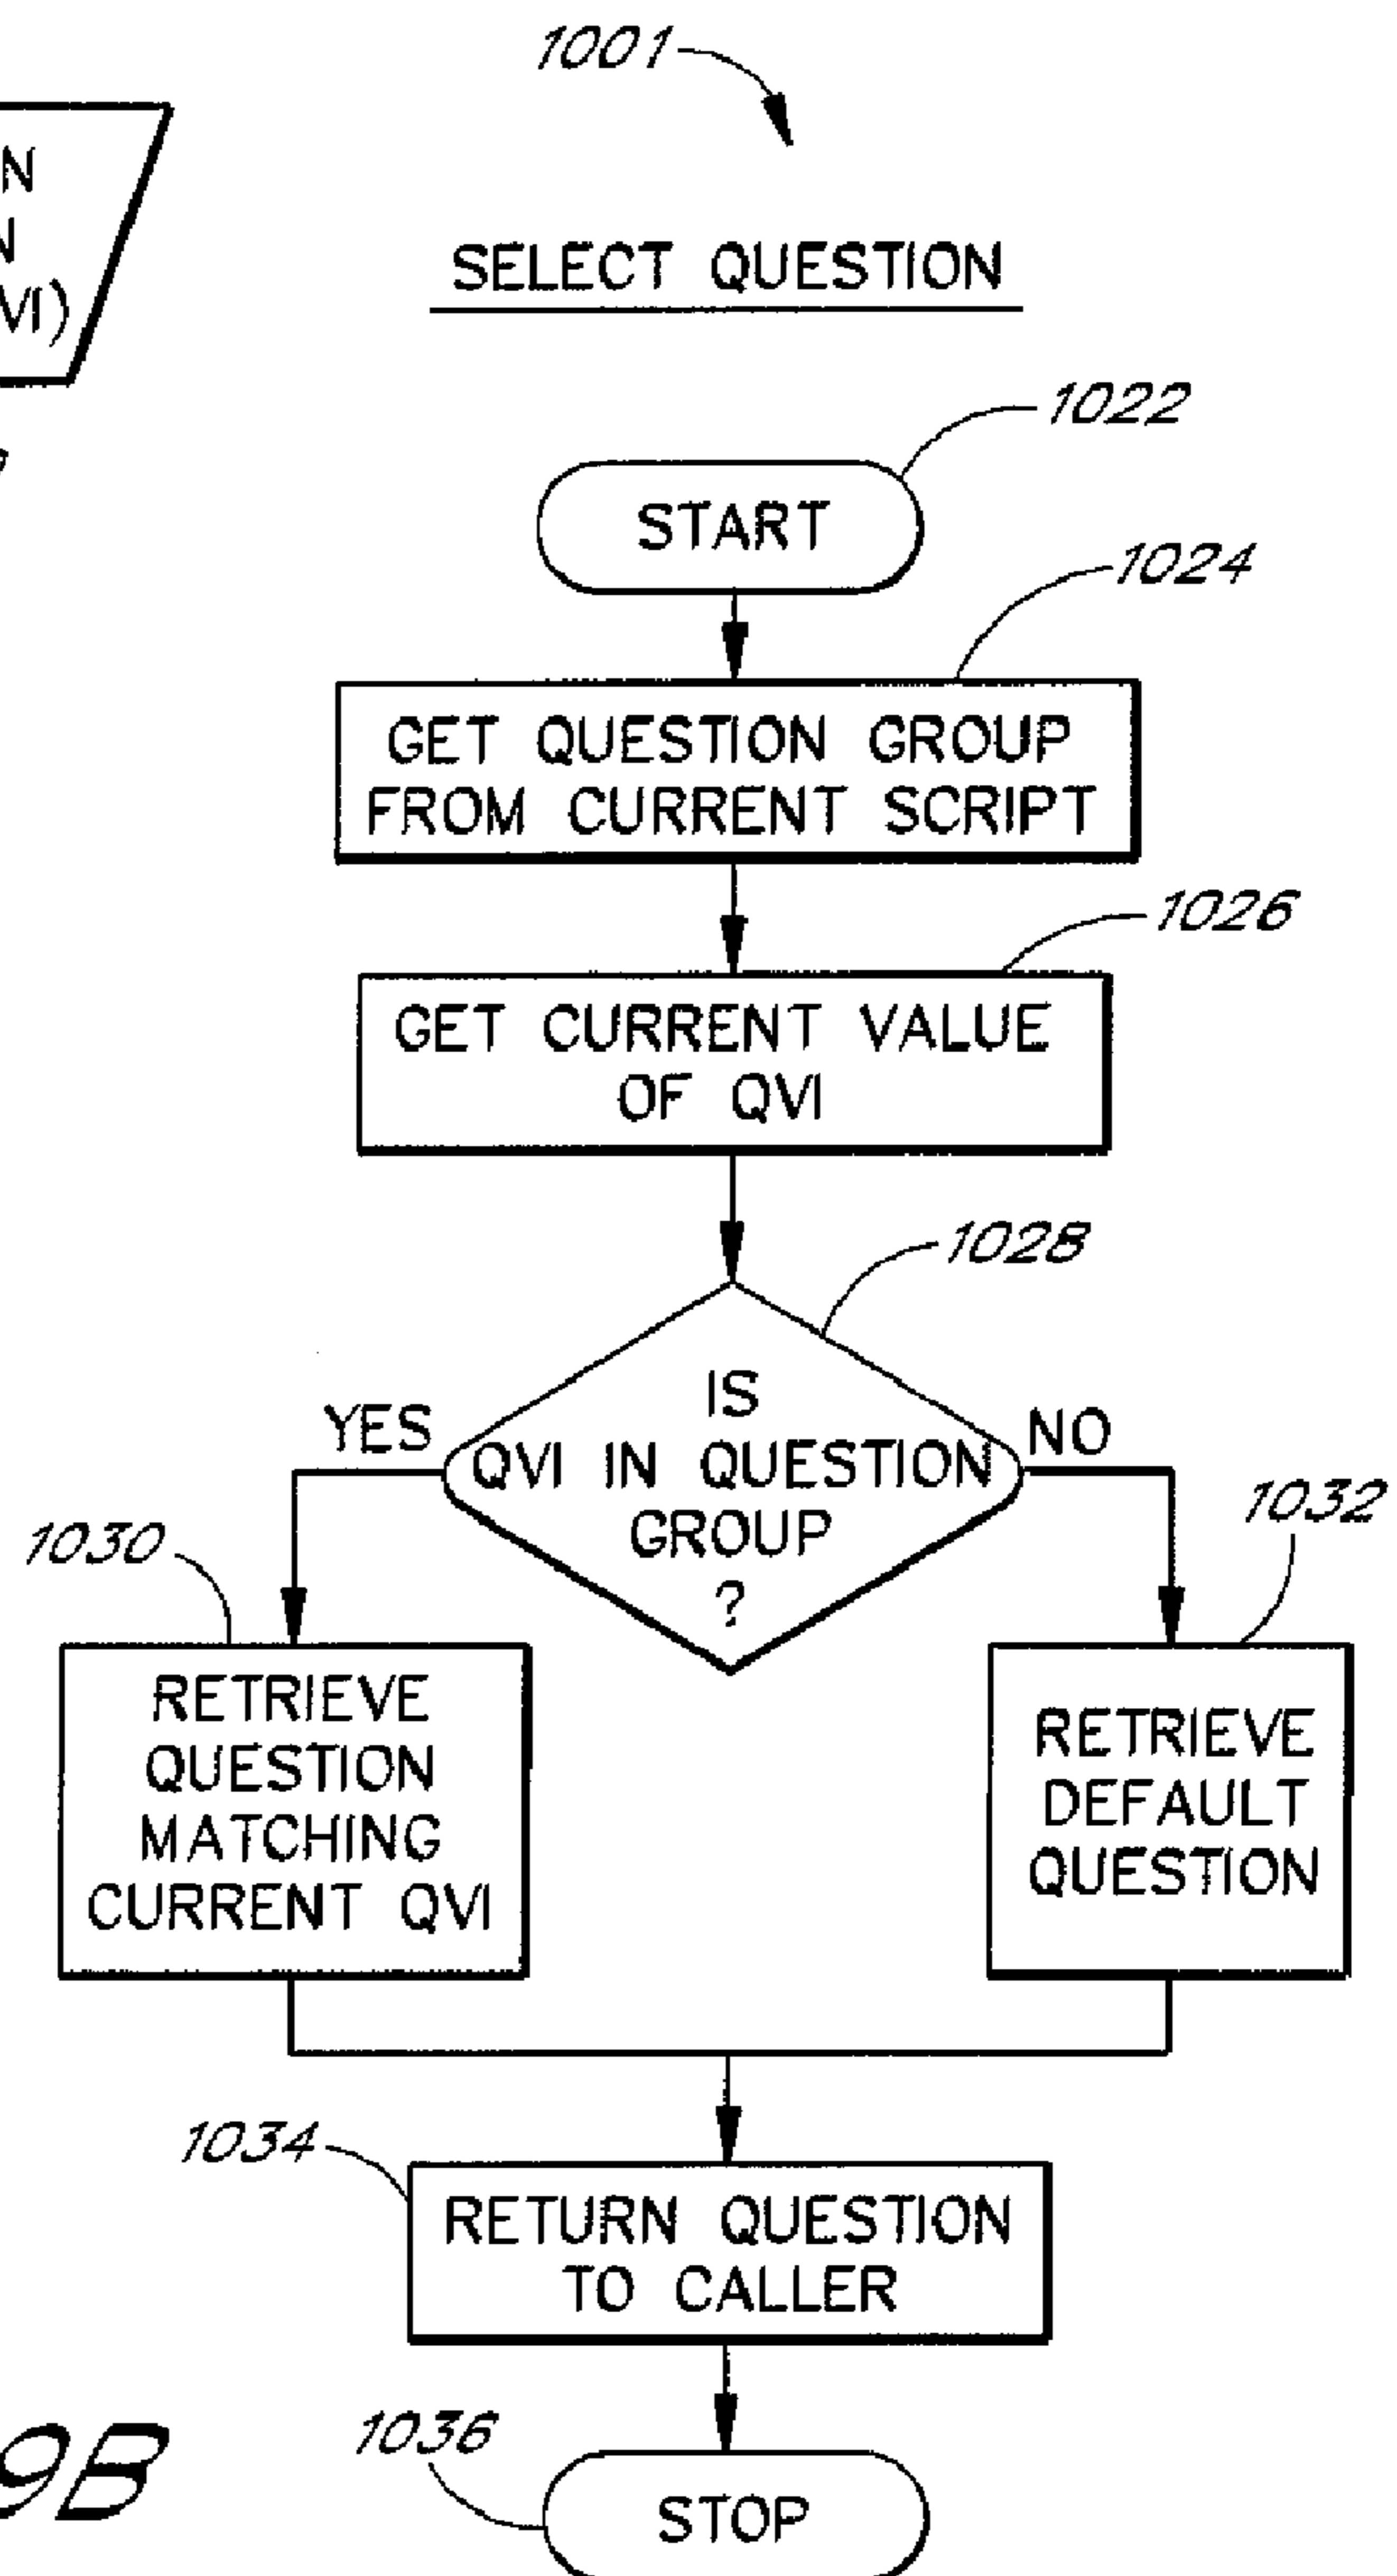 1001
N
N
VI)
SELECT QUESTION
1022
START
1024
GET QUESTION GROUP
FROM CURRENT SCRIPT
1026
GET CURRENT VALUE
OF QVI
1028
IS
QVI IN QUESTION
GROUP
?
YES
NO
1030
1032
RETRIEVE
QUESTION
MATCHING
CURRENT QVI
RETRIEVE
DEFAULT
QUESTION
1034
RETURN QUESTION
TO CALLER
1036
STOP
9B